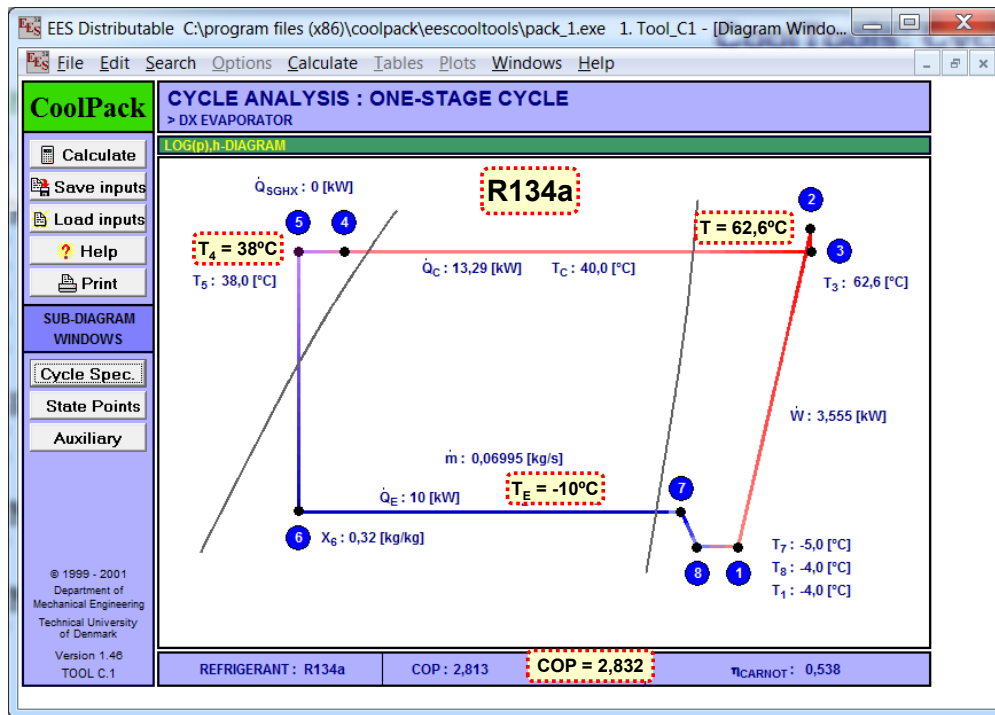 EES Distributable C:\program files (x86)\coolpack\eescooltools\pack_1.exe 1. Tool_C1 - [Diagram Windo...
File Edit Search Options Calculate Tables Plots Windows Help
CoolPack
CYCLE ANALYSIS : ONE-STAGE CYCLE
> DX EVAPORATOR
LOG(p),h-DIAGRAM
Calculate
Save inputs
Load inputs
? Help
Print
SUB-DIAGRAM
WINDOWS
Cycle Spec.
State Points
Auxiliary
© 1999 - 2001
Department of
Mechanical Engineering
Technical University
of Denmark
Version 1.46
TOOL C.1
Q̇SGHX : 0 [kW]
R134a
5
4
2
T4 = 38ºC
T = 62,6ºC
3
T5 : 38,0 [°C]
Q̇C : 13,29 [kW]
TC : 40,0 [°C]
T3 : 62,6 [°C]
Ẇ : 3,555 [kW]
ṁ : 0,06995 [kg/s]
Q̇E : 10 [kW]
TE = -10ºC
7
6
X6 : 0,32 [kg/kg]
8
1
T7 : -5,0 [°C]
T8 : -4,0 [°C]
T1 : -4,0 [°C]
REFRIGERANT : R134a
COP : 2,813
COP = 2,832
ηCARNOT : 0,538